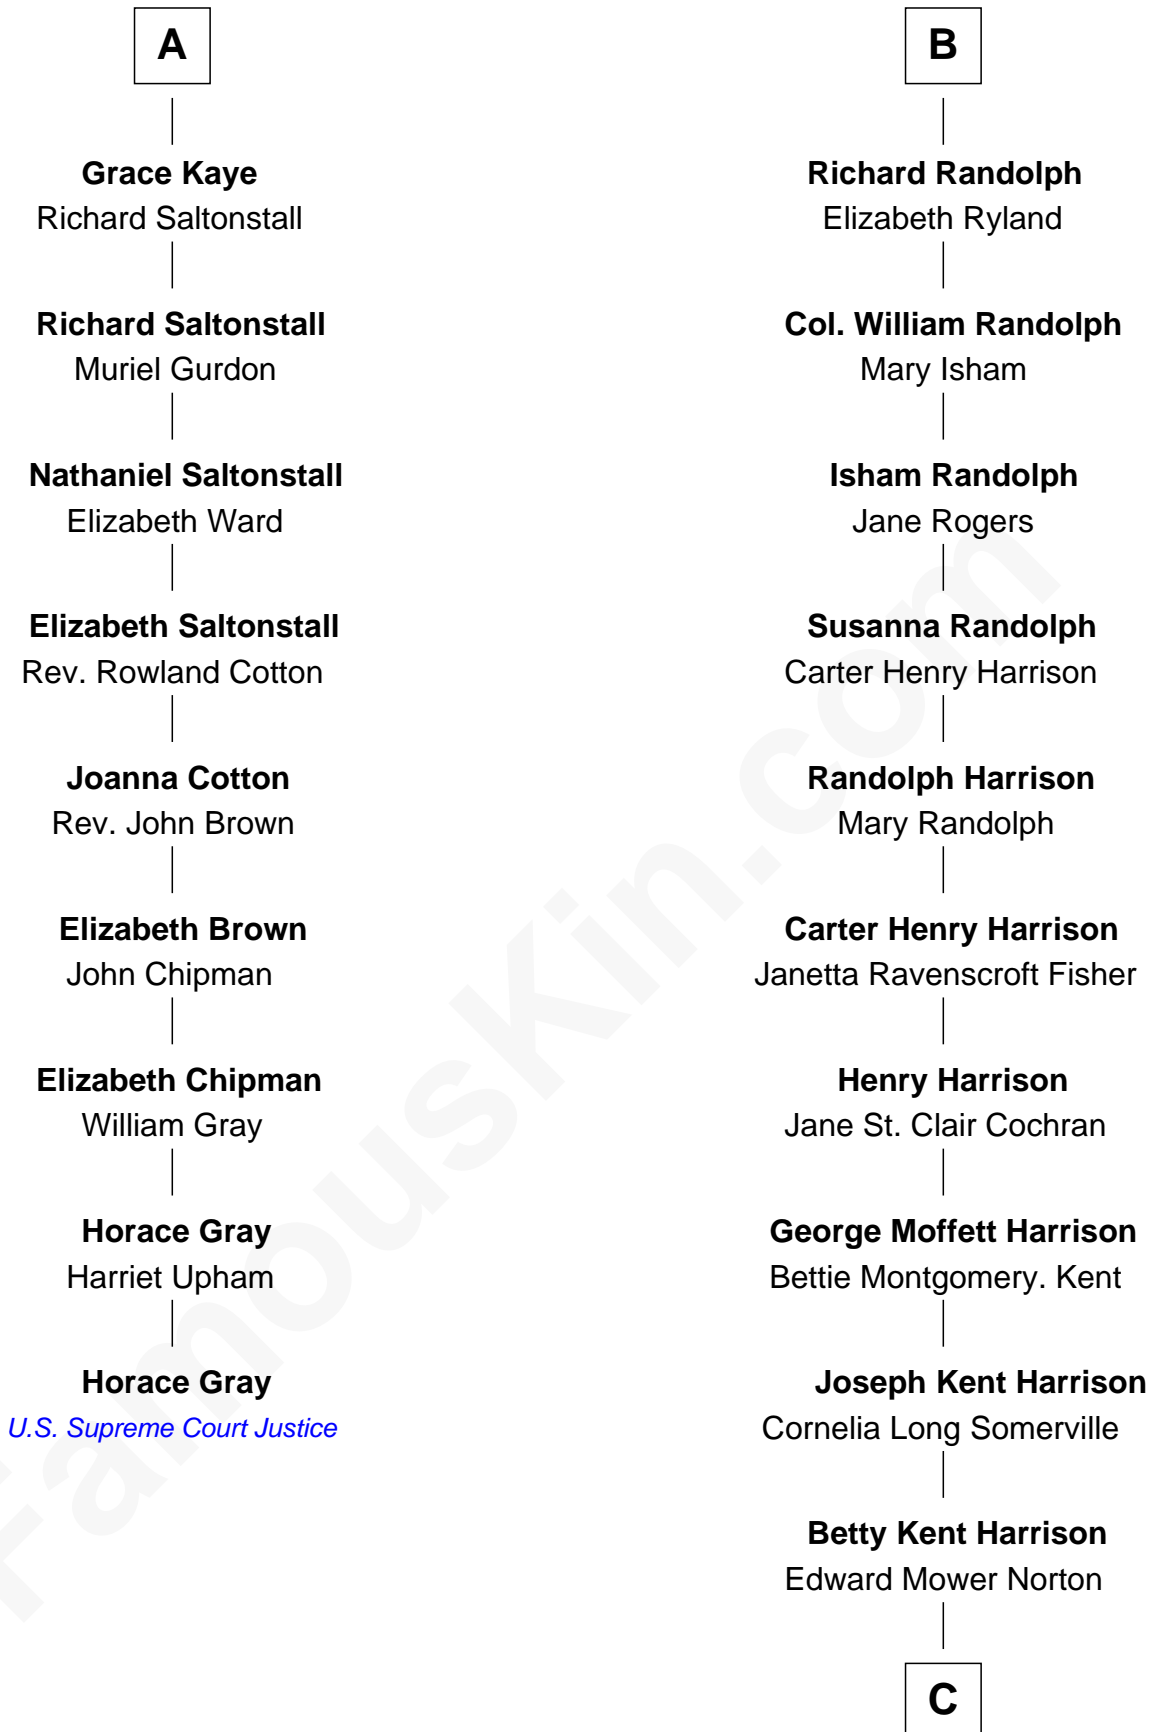 A
Grace Kaye
Richard Saltonstall
Richard Saltonstall
Muriel Gurdon
Nathaniel Saltonstall
Elizabeth Ward
Elizabeth Saltonstall
Rev. Rowland Cotton
Joanna Cotton
Rev. John Brown
Elizabeth Brown
John Chipman
Elizabeth Chipman
William Gray
Horace Gray
Harriet Upham
Horace Gray
U.S. Supreme Court Justice
B
Richard Randolph
Elizabeth Ryland
Col. William Randolph
Mary Isham
Isham Randolph
Jane Rogers
Susanna Randolph
Carter Henry Harrison
Randolph Harrison
Mary Randolph
Carter Henry Harrison
Janetta Ravenscroft Fisher
Henry Harrison
Jane St. Clair Cochran
George Moffett Harrison
Bettie Montgomery. Kent
Joseph Kent Harrison
Cornelia Long Somerville
Betty Kent Harrison
Edward Mower Norton
C
FamousKin.com